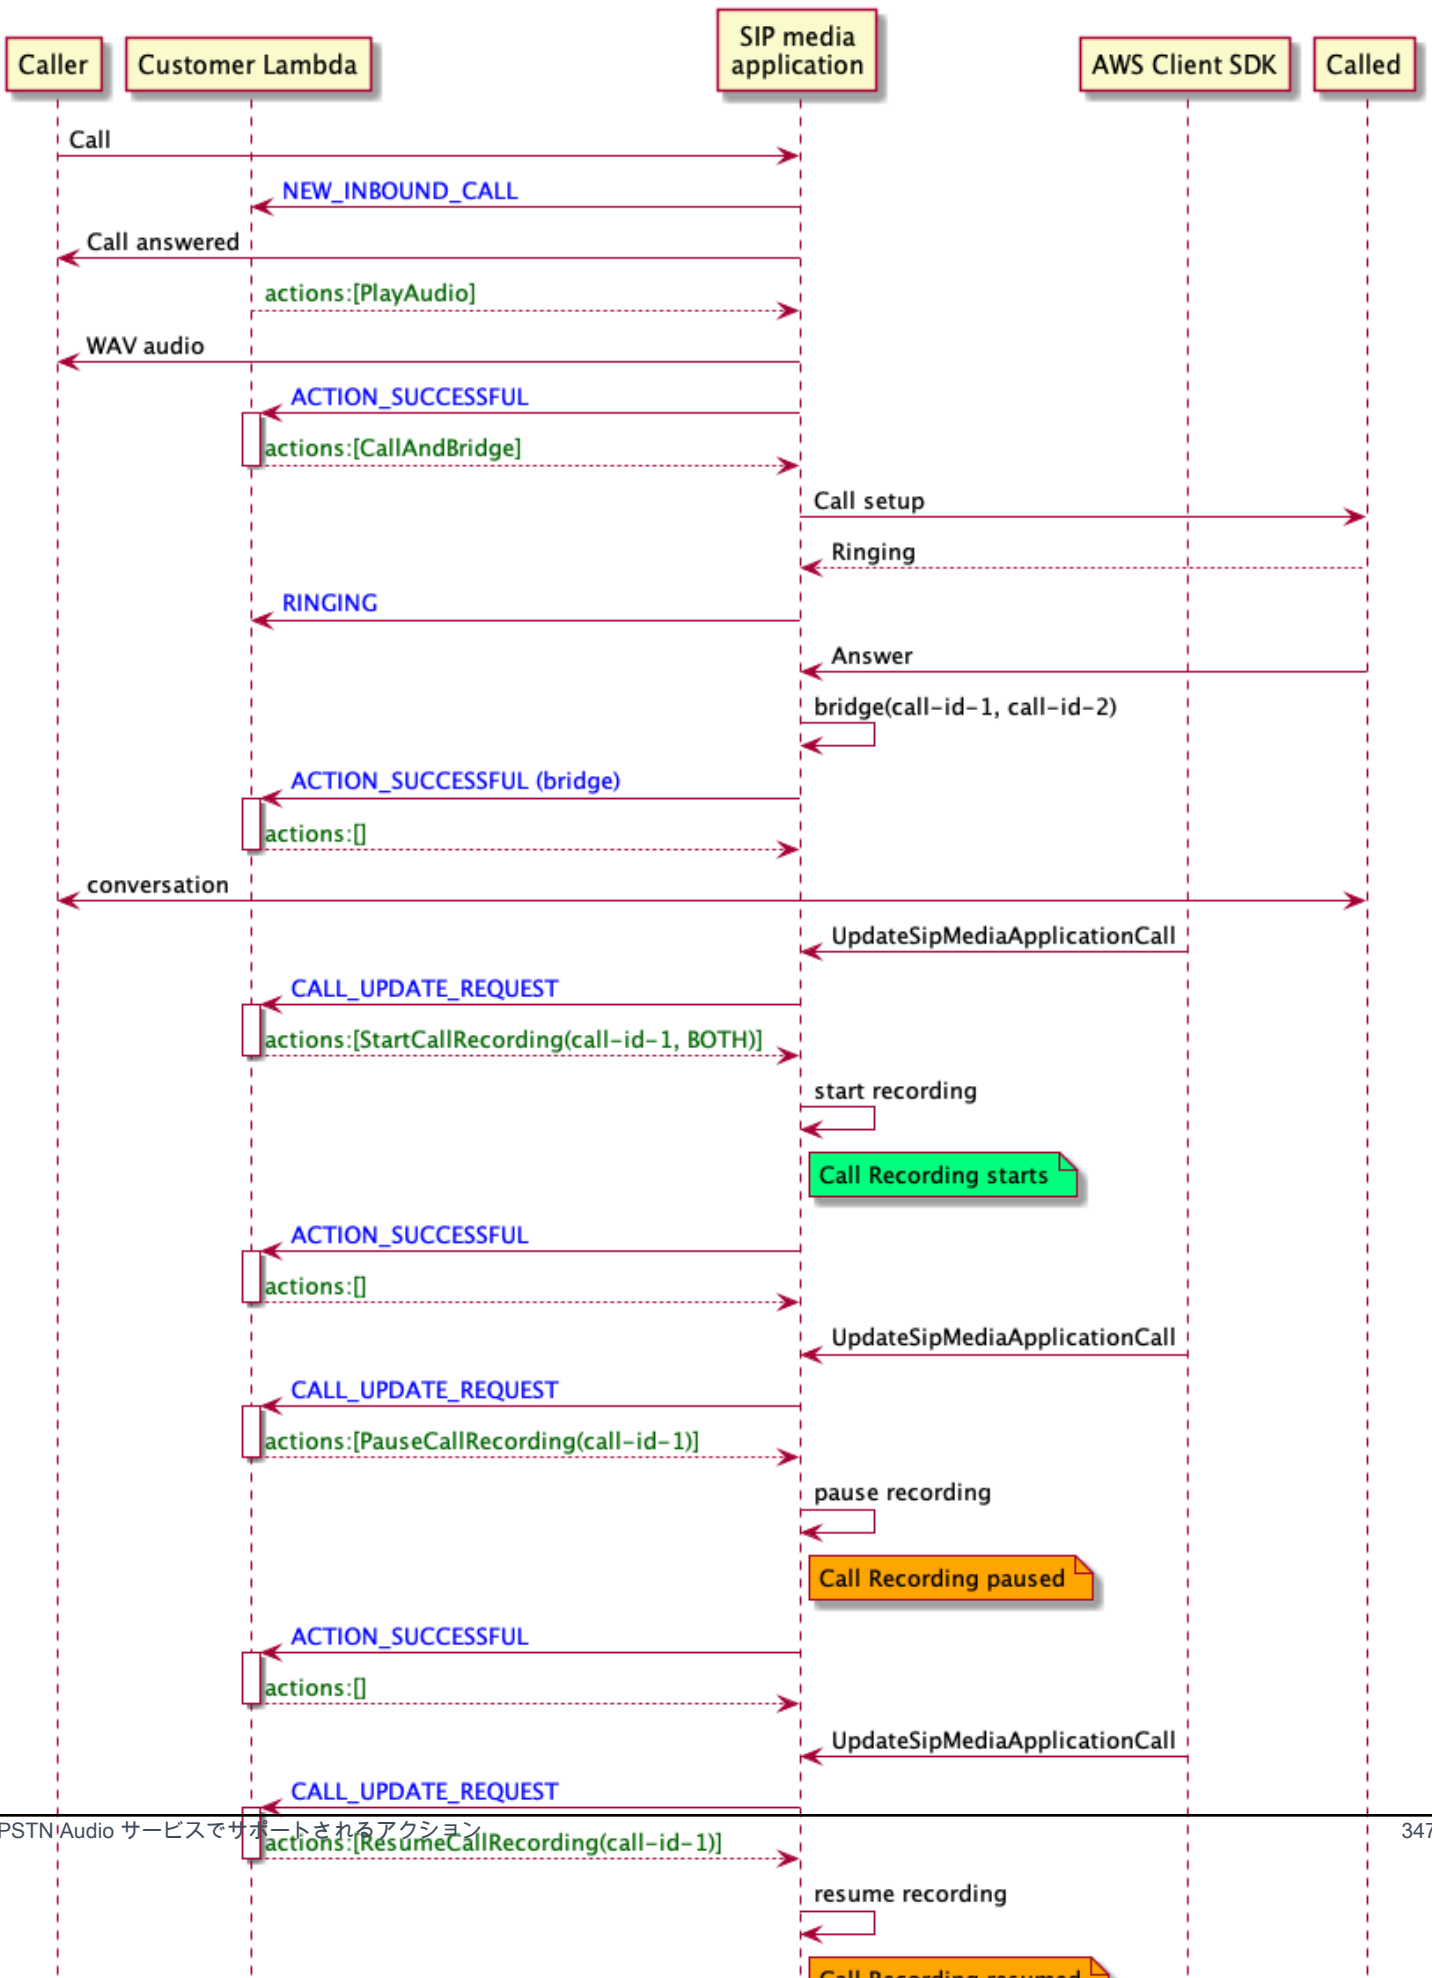 Caller
Customer Lambda
SIP media
application
AWS Client SDK
Called
Call
NEW_INBOUND_CALL
Call answered
actions:[PlayAudio]
WAV audio
ACTION_SUCCESSFUL
actions:[CallAndBridge]
Call setup
Ringing
RINGING
Answer
bridge(call-id-1, call-id-2)
ACTION_SUCCESSFUL (bridge)
actions:[]
conversation
UpdateSipMediaApplicationCall
CALL_UPDATE_REQUEST
actions:[StartCallRecording(call-id-1, BOTH)]
start recording
Call Recording starts
ACTION_SUCCESSFUL
actions:[]
UpdateSipMediaApplicationCall
CALL_UPDATE_REQUEST
actions:[PauseCallRecording(call-id-1)]
pause recording
Call Recording paused
ACTION_SUCCESSFUL
actions:[]
UpdateSipMediaApplicationCall
CALL_UPDATE_REQUEST
PSTN Audio サービスでサポートされるアクション
347
actions:[ResumeCallRecording(call-id-1)]
resume recording
Call Recording resumed